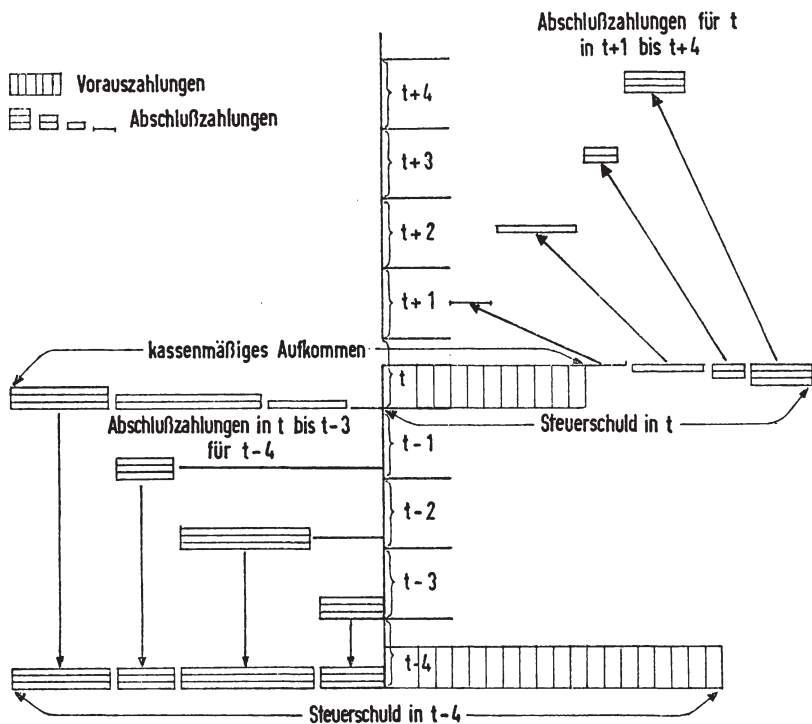 Abschlußzahlungen für t
in t+1 bis t+4
Vorauszahlungen
Abschlußzahlungen
t+4
t+3
t+2
t+1
kassenmäßiges Aufkommen
t
Abschlußzahlungen in t bis t-3
für t-4
Steuerschuld in t
t-1
t-2
t-3
t-4
Steuerschuld in t-4